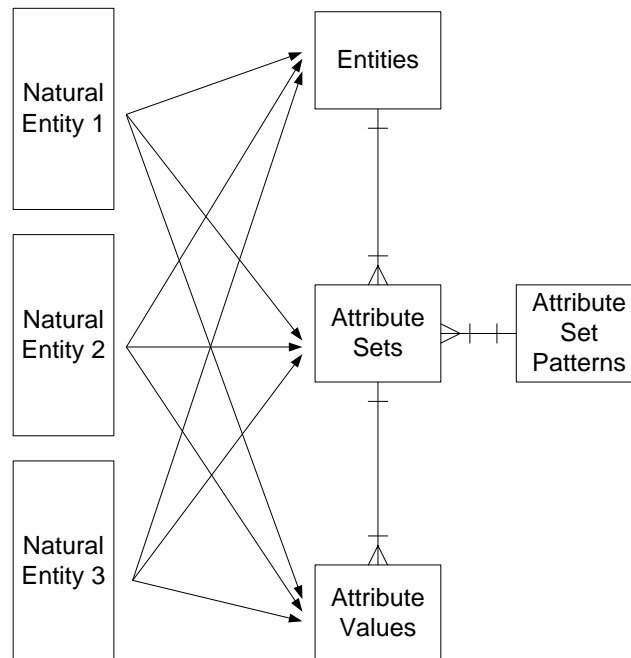 Natural
Entity 1
Entities
Natural
Entity 2
Attribute
Sets
Attribute
Set
Patterns
Natural
Entity 3
Attribute
Values